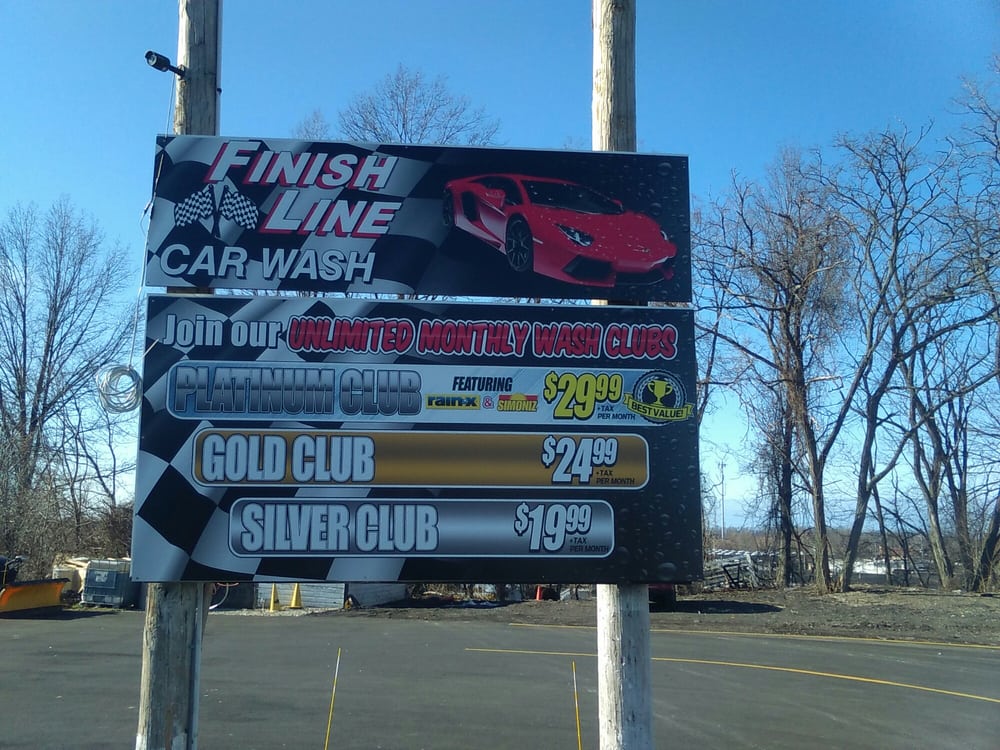 FINISH
LINE
CAR WASH
Join our UNLIMITED MONTHLY WASH CLUBS
PLATINUM CLUB FEATURING rain-x & SIMONIZ $29.99 +TAX PER MONTH BEST VALUE!
GOLD CLUB $24.99 +TAX PER MONTH
SILVER CLUB $19.99 +TAX PER MONTH